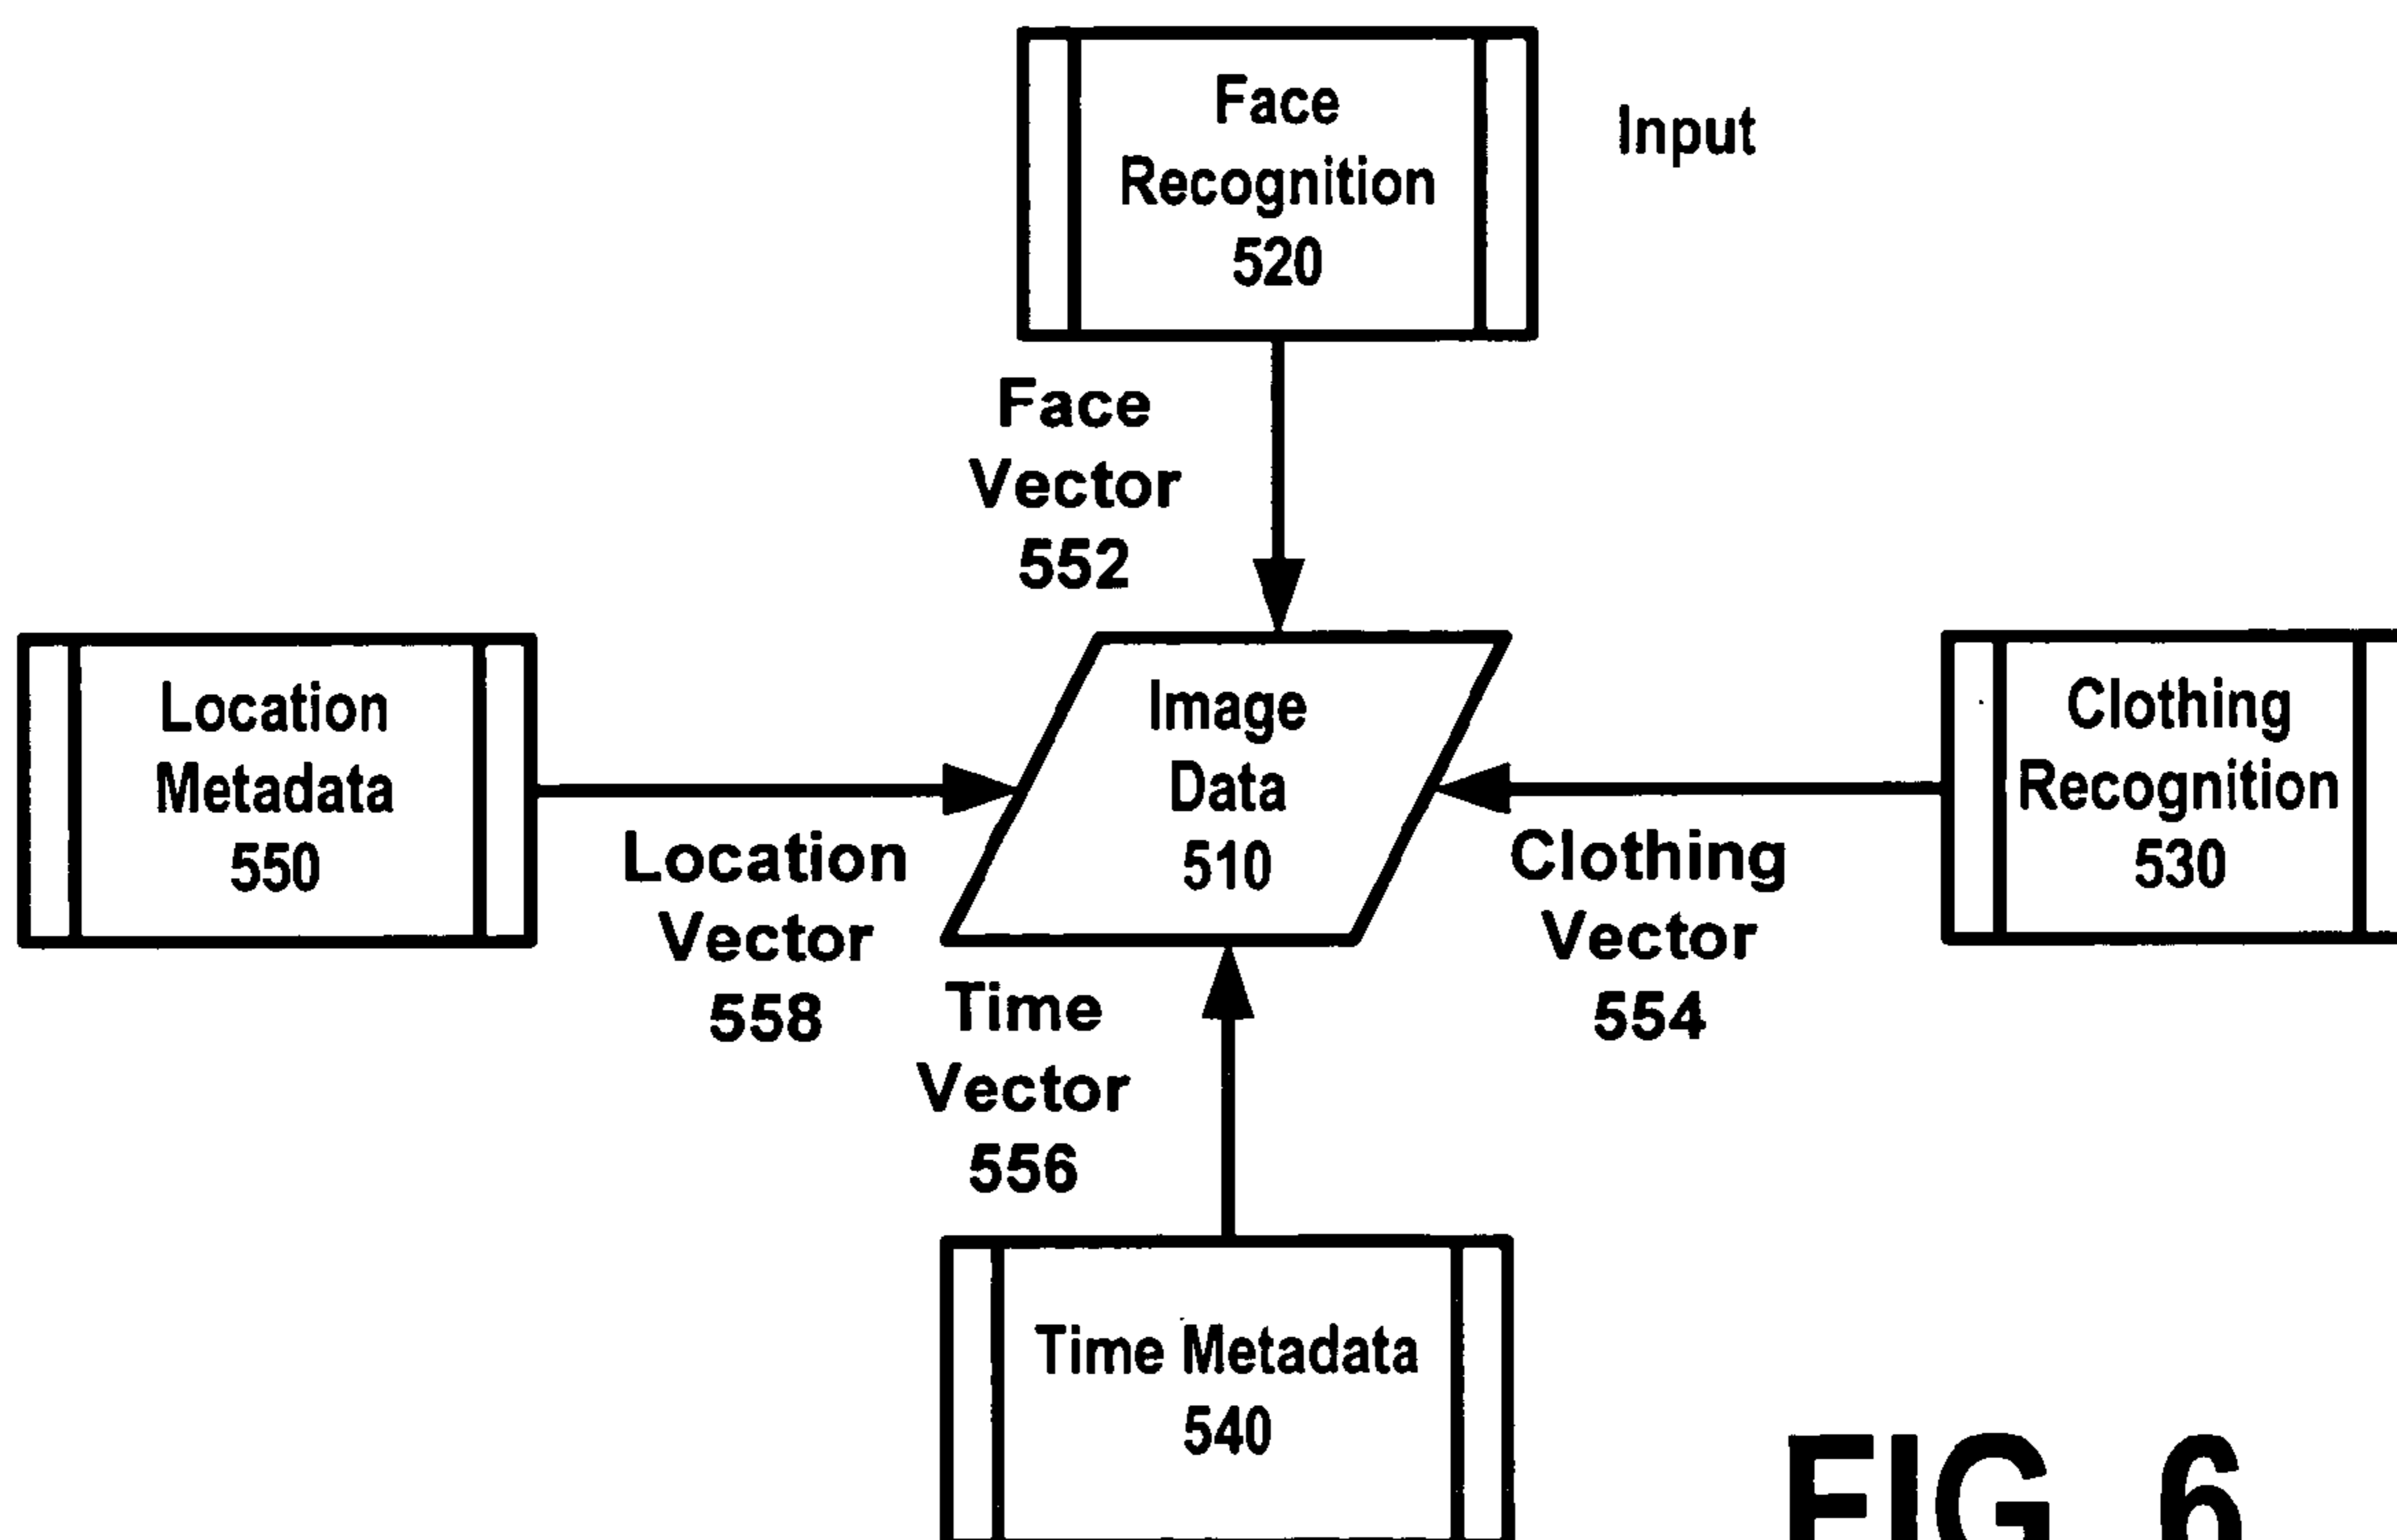 Face
Recognition
520
Input
Face
Vector
552
Location
Metadata
550
Image
Data
510
Clothing
Recognition
530
Location
Vector
558
Clothing
Vector
554
Time
Vector
556
Time Metadata
540
FIG. 6